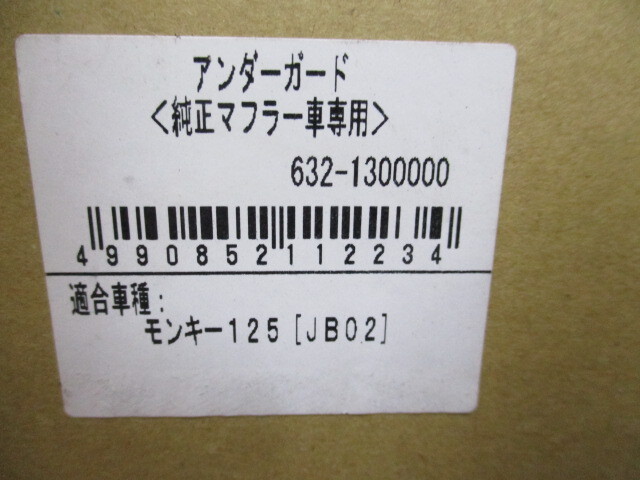 アンダーガード
<純正マフラー車専用>
632-1300000
4990852112234
適合車種:
モンキー125[JB02]